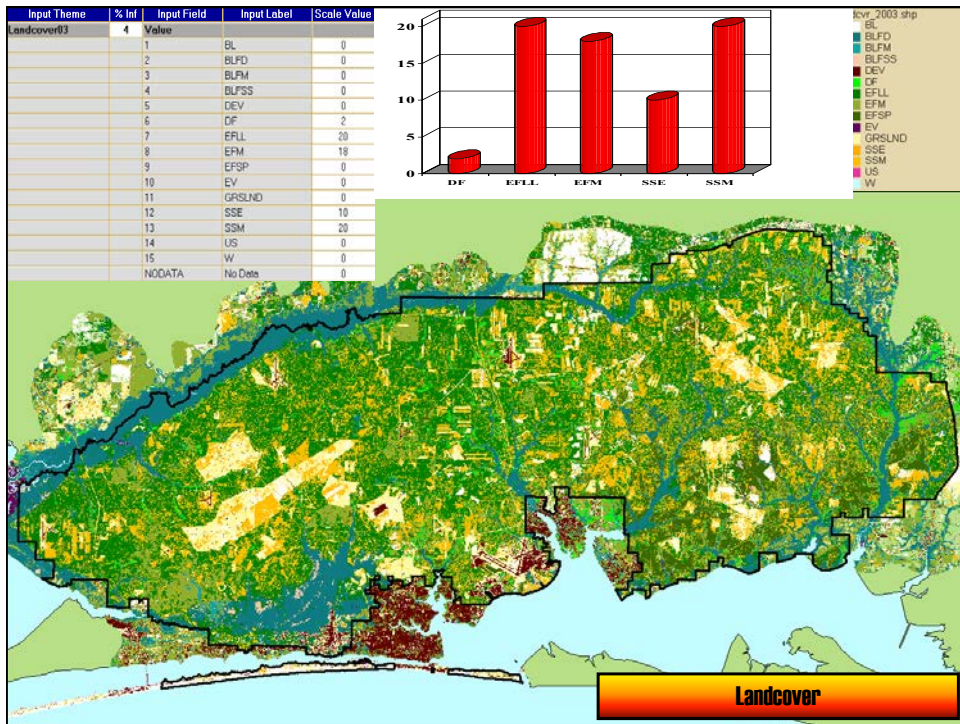 Input Theme % Inf Input Field Input Label Scale Value
Landcover03 4 Value
1 BL 0
2 BLFD 0
3 BLFM 0
4 BLFSS 0
5 DEV 0
6 DF 2
7 EFLL 20
8 EFM 18
9 EFSP 0
10 EV 0
11 GRSLND 0
12 SSE 10
13 SSM 20
14 US 0
15 W 0
NODATA No Data 0
20
15
10
5
0
DF EFLL EFM SSE SSM
dcvr_2003.shp
BL
BLFD
BLFM
BLFSS
DEV
DF
EFLL
EFM
EFSP
EV
GRSLND
SSE
SSM
US
W
Landcover